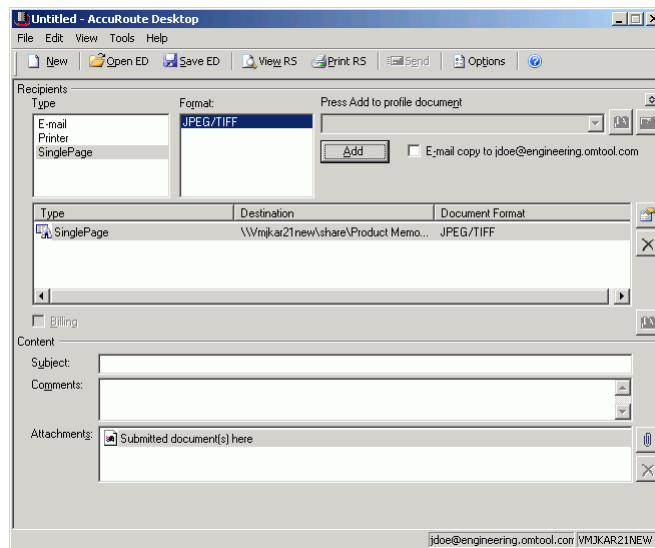 Untitled - AccuRoute Desktop
File Edit View Tools Help
New Open ED Save ED View RS Print RS Send Options
Recipients
Type Format: Press Add to profile document
E-mail
Printer
SinglePage
JPEG/TIFF
Add E-mail copy to jdoe@engineering.omtool.com
Type Destination Document Format
SinglePage \\Vmjkar21new\share\Product Memo... JPEG/TIFF
Billing
Content
Subject:
Comments:
Attachments: Submitted document(s) here
jdoe@engineering.omtool.com VMJKAR21NEW